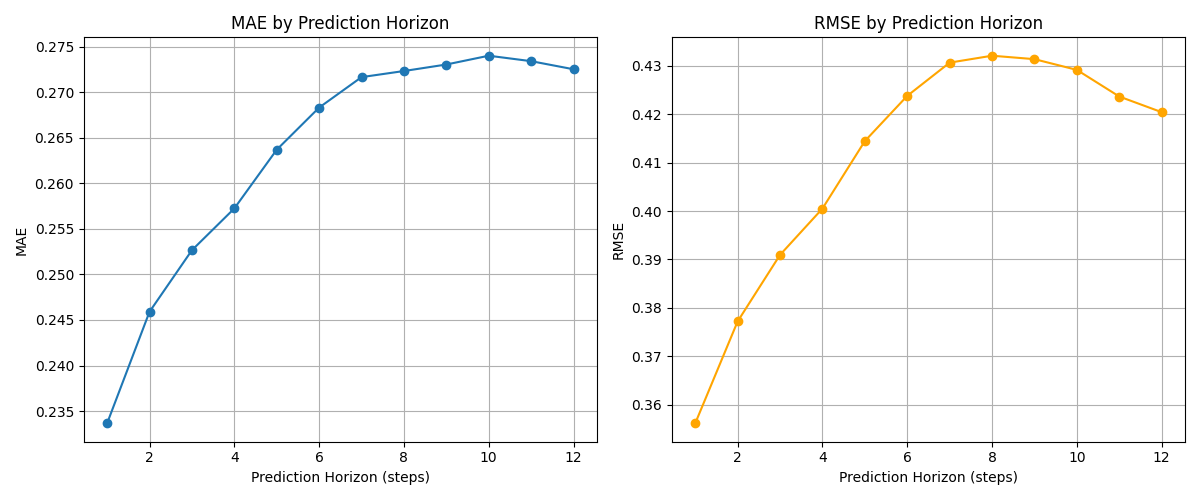 MAE by Prediction Horizon
0.275
0.270
0.265
0.260
0.255
0.250
0.245
0.240
0.235
MAE
2 4 6 8 10 12
Prediction Horizon (steps)
RMSE by Prediction Horizon
0.43
0.42
0.41
0.40
0.39
0.38
0.37
0.36
RMSE
2 4 6 8 10 12
Prediction Horizon (steps)